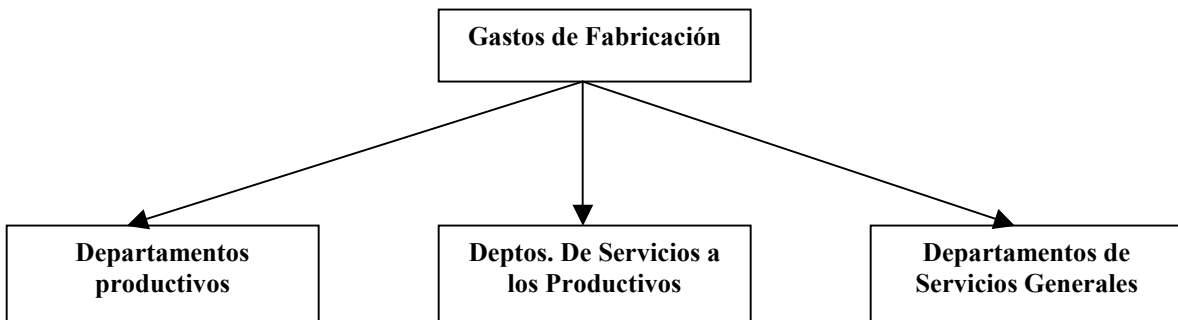 Gastos de Fabricación
Departamentos
productivos
Deptos. De Servicios a
los Productivos
Departamentos de
Servicios Generales